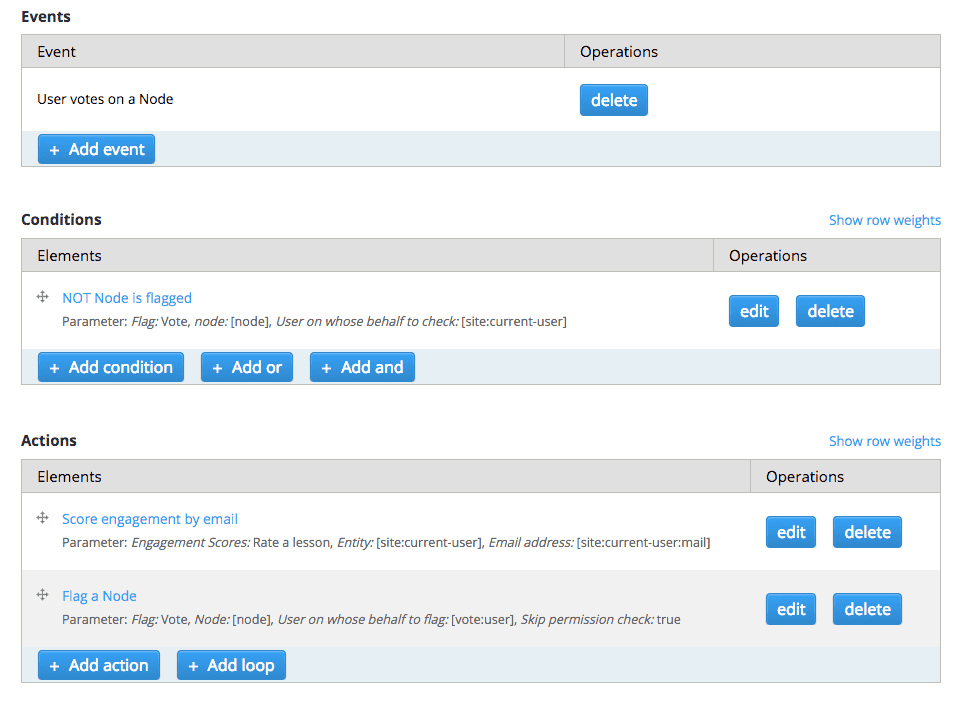 Events
Event Operations
User votes on a Node delete
+ Add event
Conditions Show row weights
Elements Operations
NOT Node is flagged
Parameter: Flag: Vote, node: [node], User on whose behalf to check: [site:current-user]
edit delete
+ Add condition + Add or + Add and
Actions Show row weights
Elements Operations
Score engagement by email
Parameter: Engagement Scores: Rate a lesson, Entity: [site:current-user], Email address: [site:current-user:mail]
edit delete
Flag a Node
Parameter: Flag: Vote, Node: [node], User on whose behalf to flag: [vote:user], Skip permission check: true
edit delete
+ Add action + Add loop